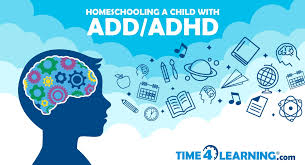 HOMESCHOOLING A CHILD WITH
ADD/ADHD
TIME4LEARNING®.com